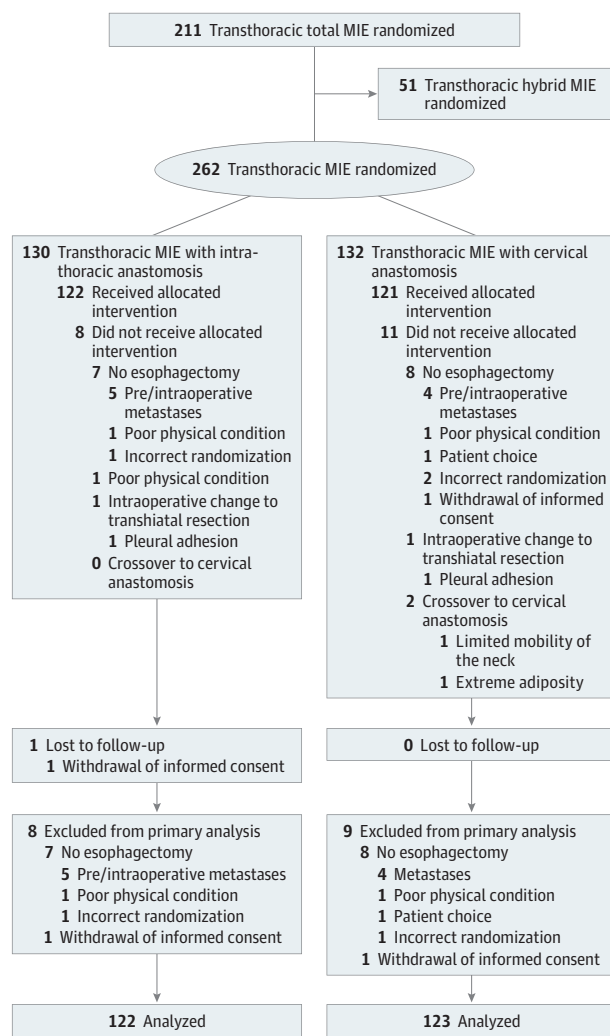 211 Transthoracic total MIE randomized
51 Transthoracic hybrid MIE
randomized
262 Transthoracic MIE randomized
130 Transthoracic MIE with intra-
thoracic anastomosis
122 Received allocated
intervention
8 Did not receive allocated
intervention
7 No esophagectomy
5 Pre/intraoperative
metastases
1 Poor physical condition
1 Incorrect randomization
1 Poor physical condition
1 Intraoperative change to
transhiatal resection
1 Pleural adhesion
0 Crossover to cervical
anastomosis
132 Transthoracic MIE with cervical
anastomosis
121 Received allocated
intervention
11 Did not receive allocated
intervention
8 No esophagectomy
4 Pre/intraoperative
metastases
1 Poor physical condition
1 Patient choice
2 Incorrect randomization
1 Withdrawal of informed
consent
1 Intraoperative change to
transhiatal resection
1 Pleural adhesion
2 Crossover to cervical
anastomosis
1 Limited mobility of
the neck
1 Extreme adiposity
1 Lost to follow-up
1 Withdrawal of informed consent
0 Lost to follow-up
8 Excluded from primary analysis
7 No esophagectomy
5 Pre/intraoperative metastases
1 Poor physical condition
1 Incorrect randomization
1 Withdrawal of informed consent
9 Excluded from primary analysis
8 No esophagectomy
4 Metastases
1 Poor physical condition
1 Patient choice
1 Incorrect randomization
1 Withdrawal of informed consent
122 Analyzed
123 Analyzed